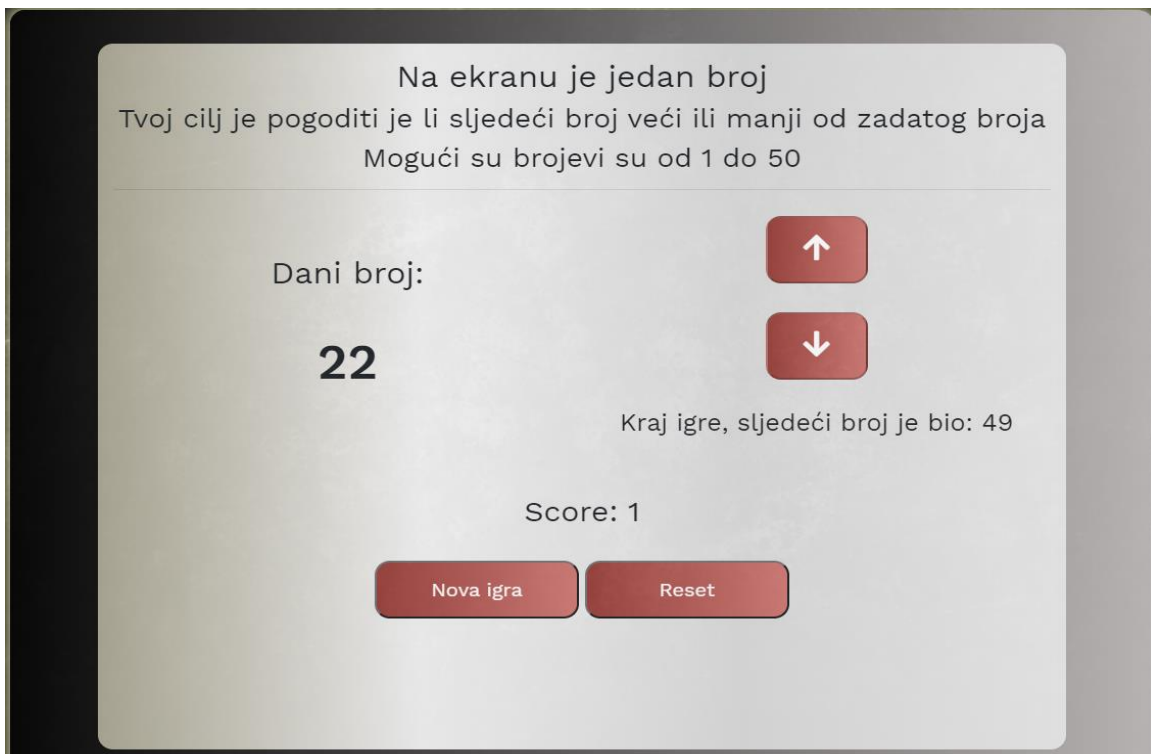 Na ekranu je jedan broj
Tvoj cilj je pogoditi je li sljedeći broj veći ili manji od zadatog broja
Mogući su brojevi su od 1 do 50
Dani broj:
22
Kraj igre, sljedeći broj je bio: 49
Score: 1
Nova igra
Reset